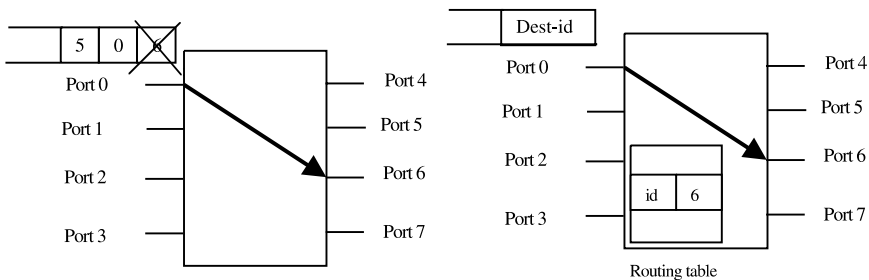 5 0 6
Port 0
Port 1
Port 2
Port 3
Port 4
Port 5
Port 6
Port 7
Dest-id
Port 0
Port 1
Port 2
Port 3
id 6
Port 4
Port 5
Port 6
Port 7
Routing table